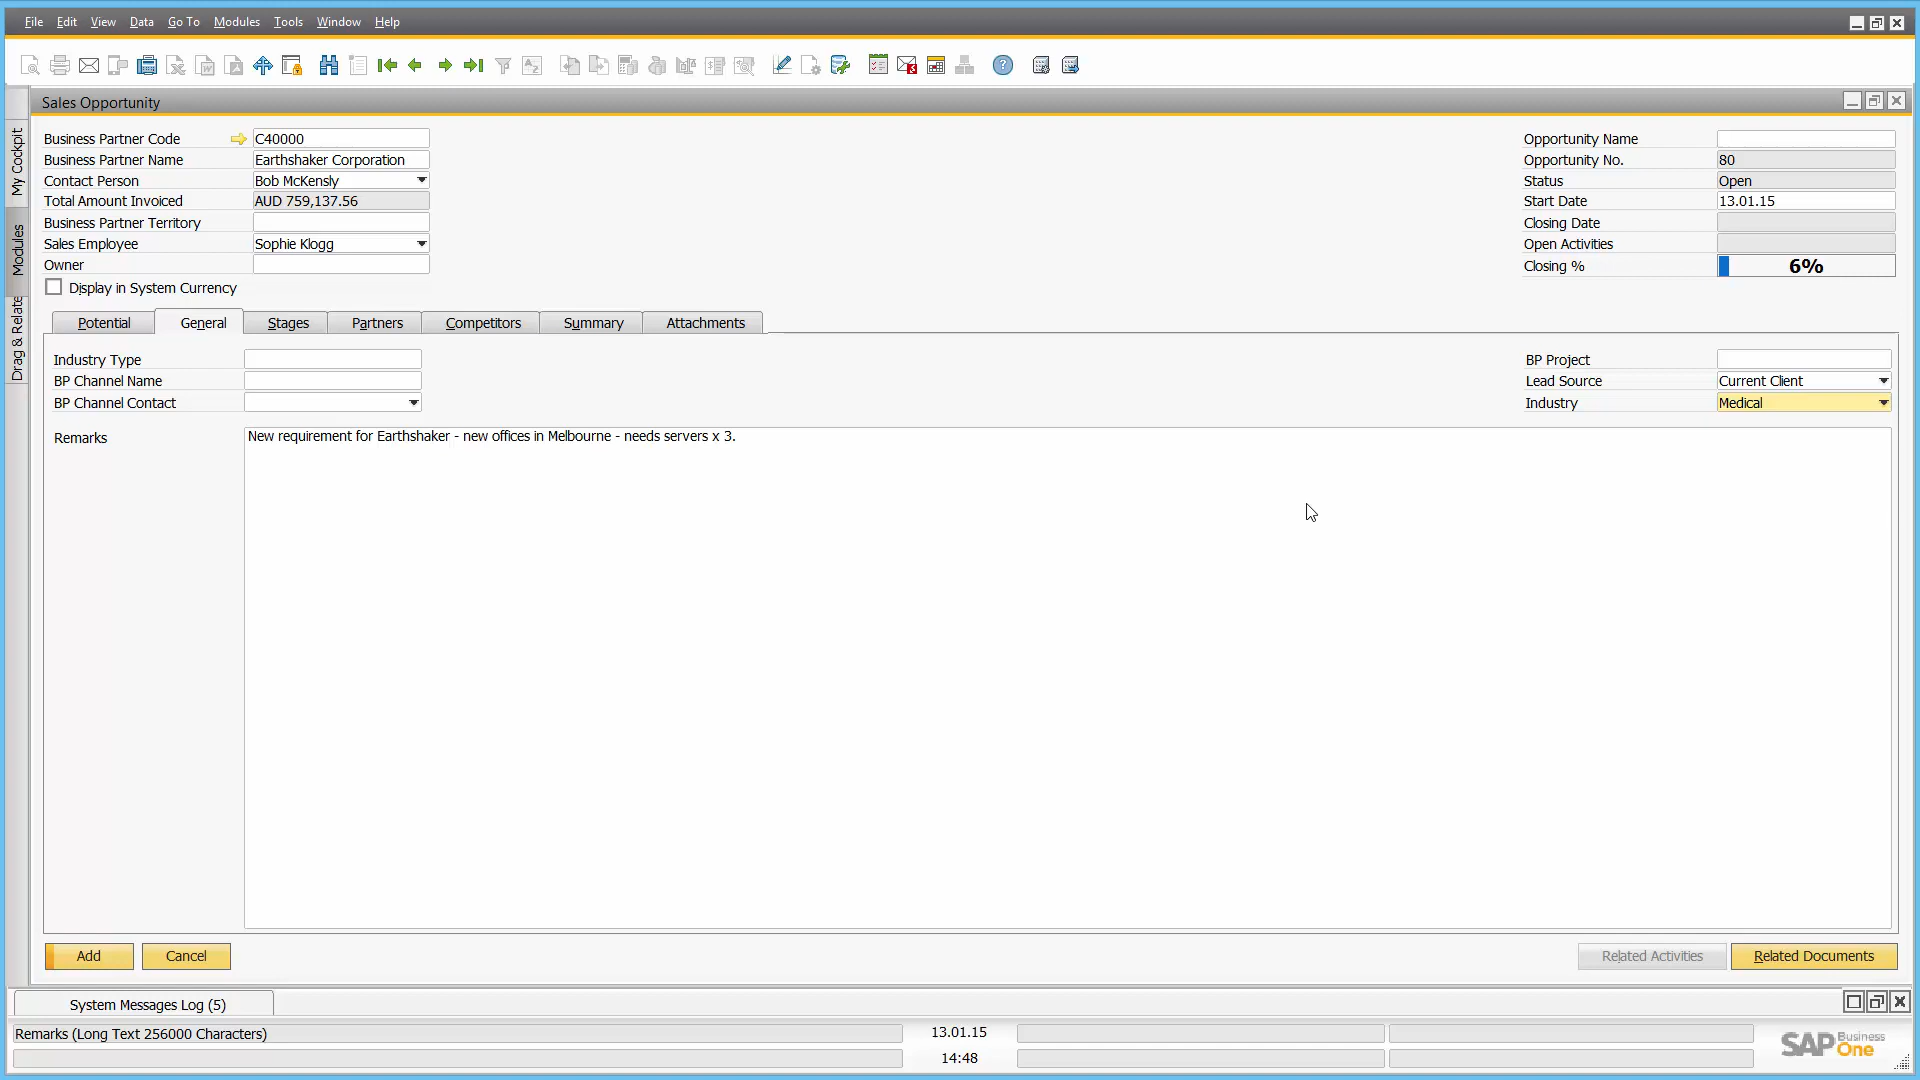 File Edit View Data Go To Modules Tools Window Help
Sales Opportunity
My Cockpit
Modules
Drag & Relate
Business Partner Code C40000
Business Partner Name Earthshaker Corporation
Contact Person Bob McKensly
Total Amount Invoiced AUD 759,137.56
Business Partner Territory
Sales Employee Sophie Klogg
Owner
Display in System Currency
Opportunity Name
Opportunity No. 80
Status Open
Start Date 13.01.15
Closing Date
Open Activities
Closing % 6%
Potential General Stages Partners Competitors Summary Attachments
Industry Type
BP Channel Name
BP Channel Contact
BP Project
Lead Source Current Client
Industry Medical
Remarks New requirement for Earthshaker - new offices in Melbourne - needs servers x 3.
Add Cancel Related Activities Related Documents
System Messages Log (5)
Remarks (Long Text 256000 Characters) 13.01.15
14:48
SAP Business One